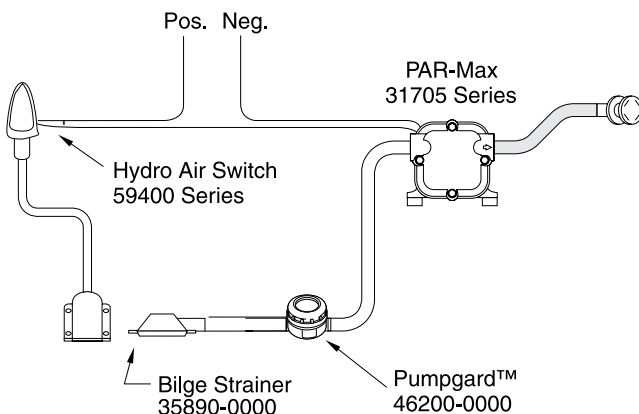 Pos. Neg.
PAR-Max
31705 Series
Hydro Air Switch
59400 Series
Bilge Strainer
35890-0000
Pumpgard™
46200-0000